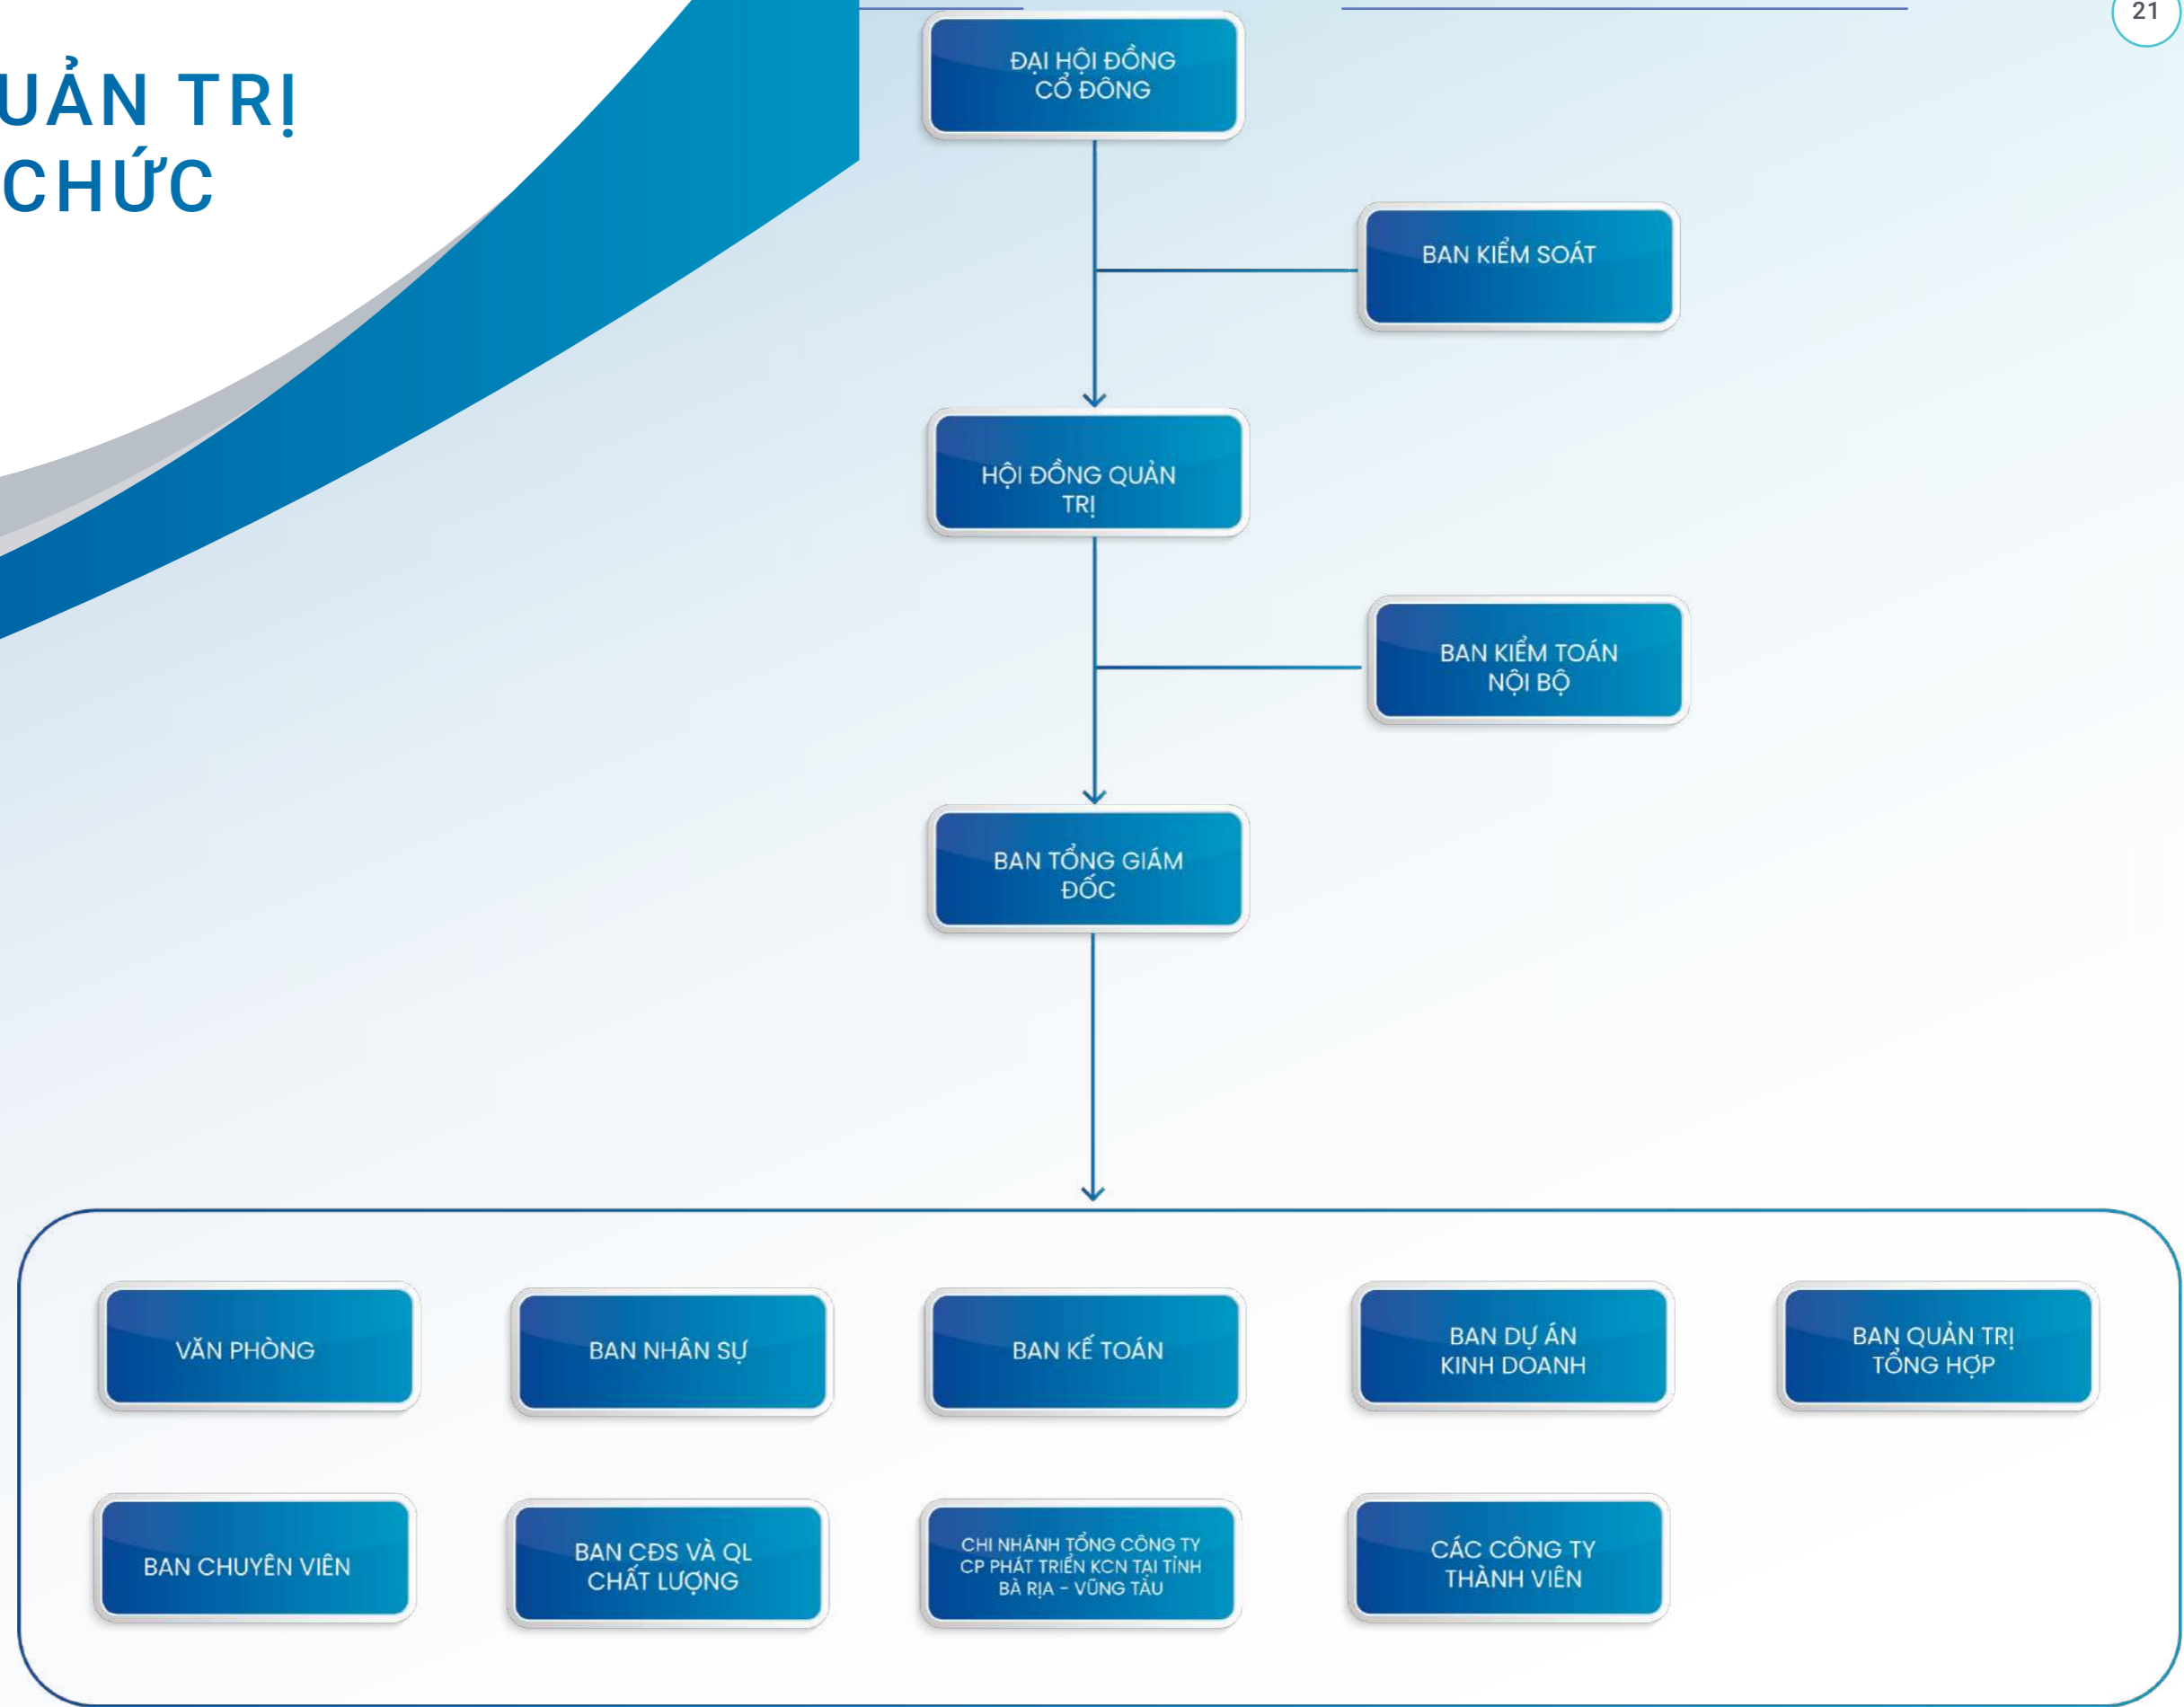 21
UẢN TRỊ
CHỨC
ĐẠI HỘI ĐỒNG
CỔ ĐÔNG
BAN KIỂM SOÁT
HỘI ĐỒNG QUẢN
TRỊ
BAN KIỂM TOÁN
NỘI BỘ
BAN TỔNG GIÁM
ĐỐC
VĂN PHÒNG
BAN NHÂN SỰ
BAN KẾ TOÁN
BAN DỰ ÁN
KINH DOANH
BAN QUẢN TRỊ
TỔNG HỢP
BAN CHUYÊN VIÊN
BAN CĐS VÀ QL
CHẤT LƯỢNG
CHI NHÁNH TỔNG CÔNG TY
CP PHÁT TRIỂN KCN TẠI TỈNH
BÀ RỊA - VŨNG TÀU
CÁC CÔNG TY
THÀNH VIÊN